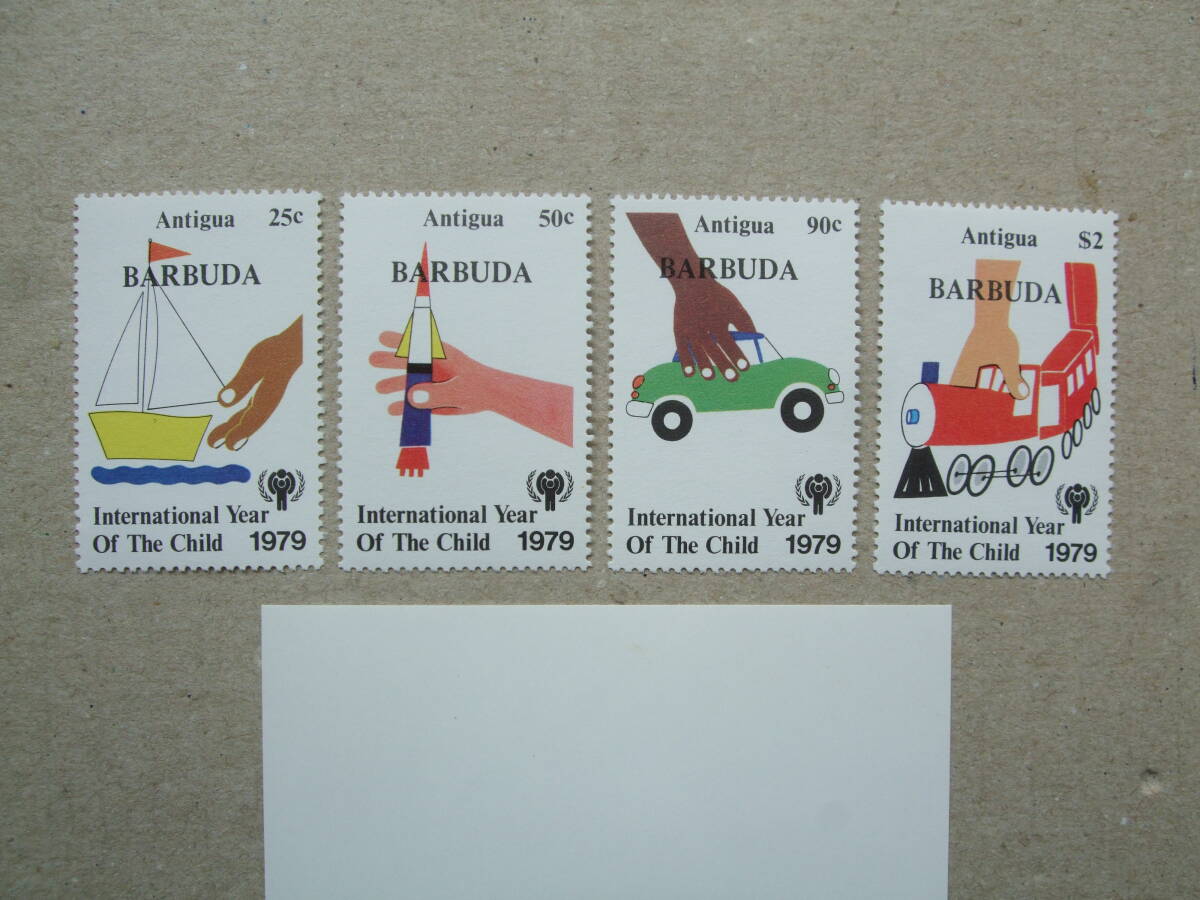 Antigua 25c
BARBUDA
International Year
Of The Child 1979
Antigua 50c
BARBUDA
International Year
Of The Child 1979
Antigua 90c
BARBUDA
International Year
Of The Child 1979
Antigua $2
BARBUDA
International Year
Of The Child 1979